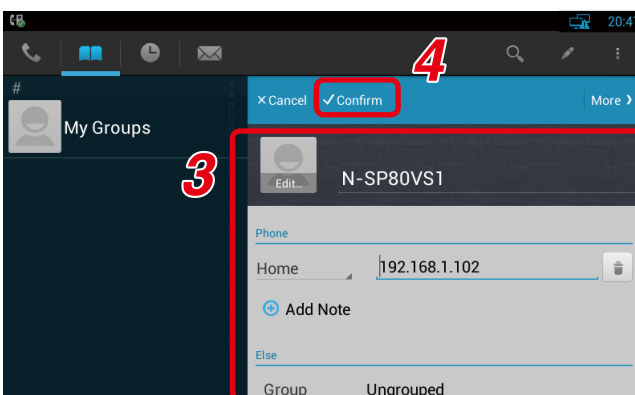 20:4
4
#
My Groups
× Cancel ✓ Confirm More
3
Edit... N-SP80VS1
Phone
Home 192.168.1.102
Add Note
Else
Group Ungrouped